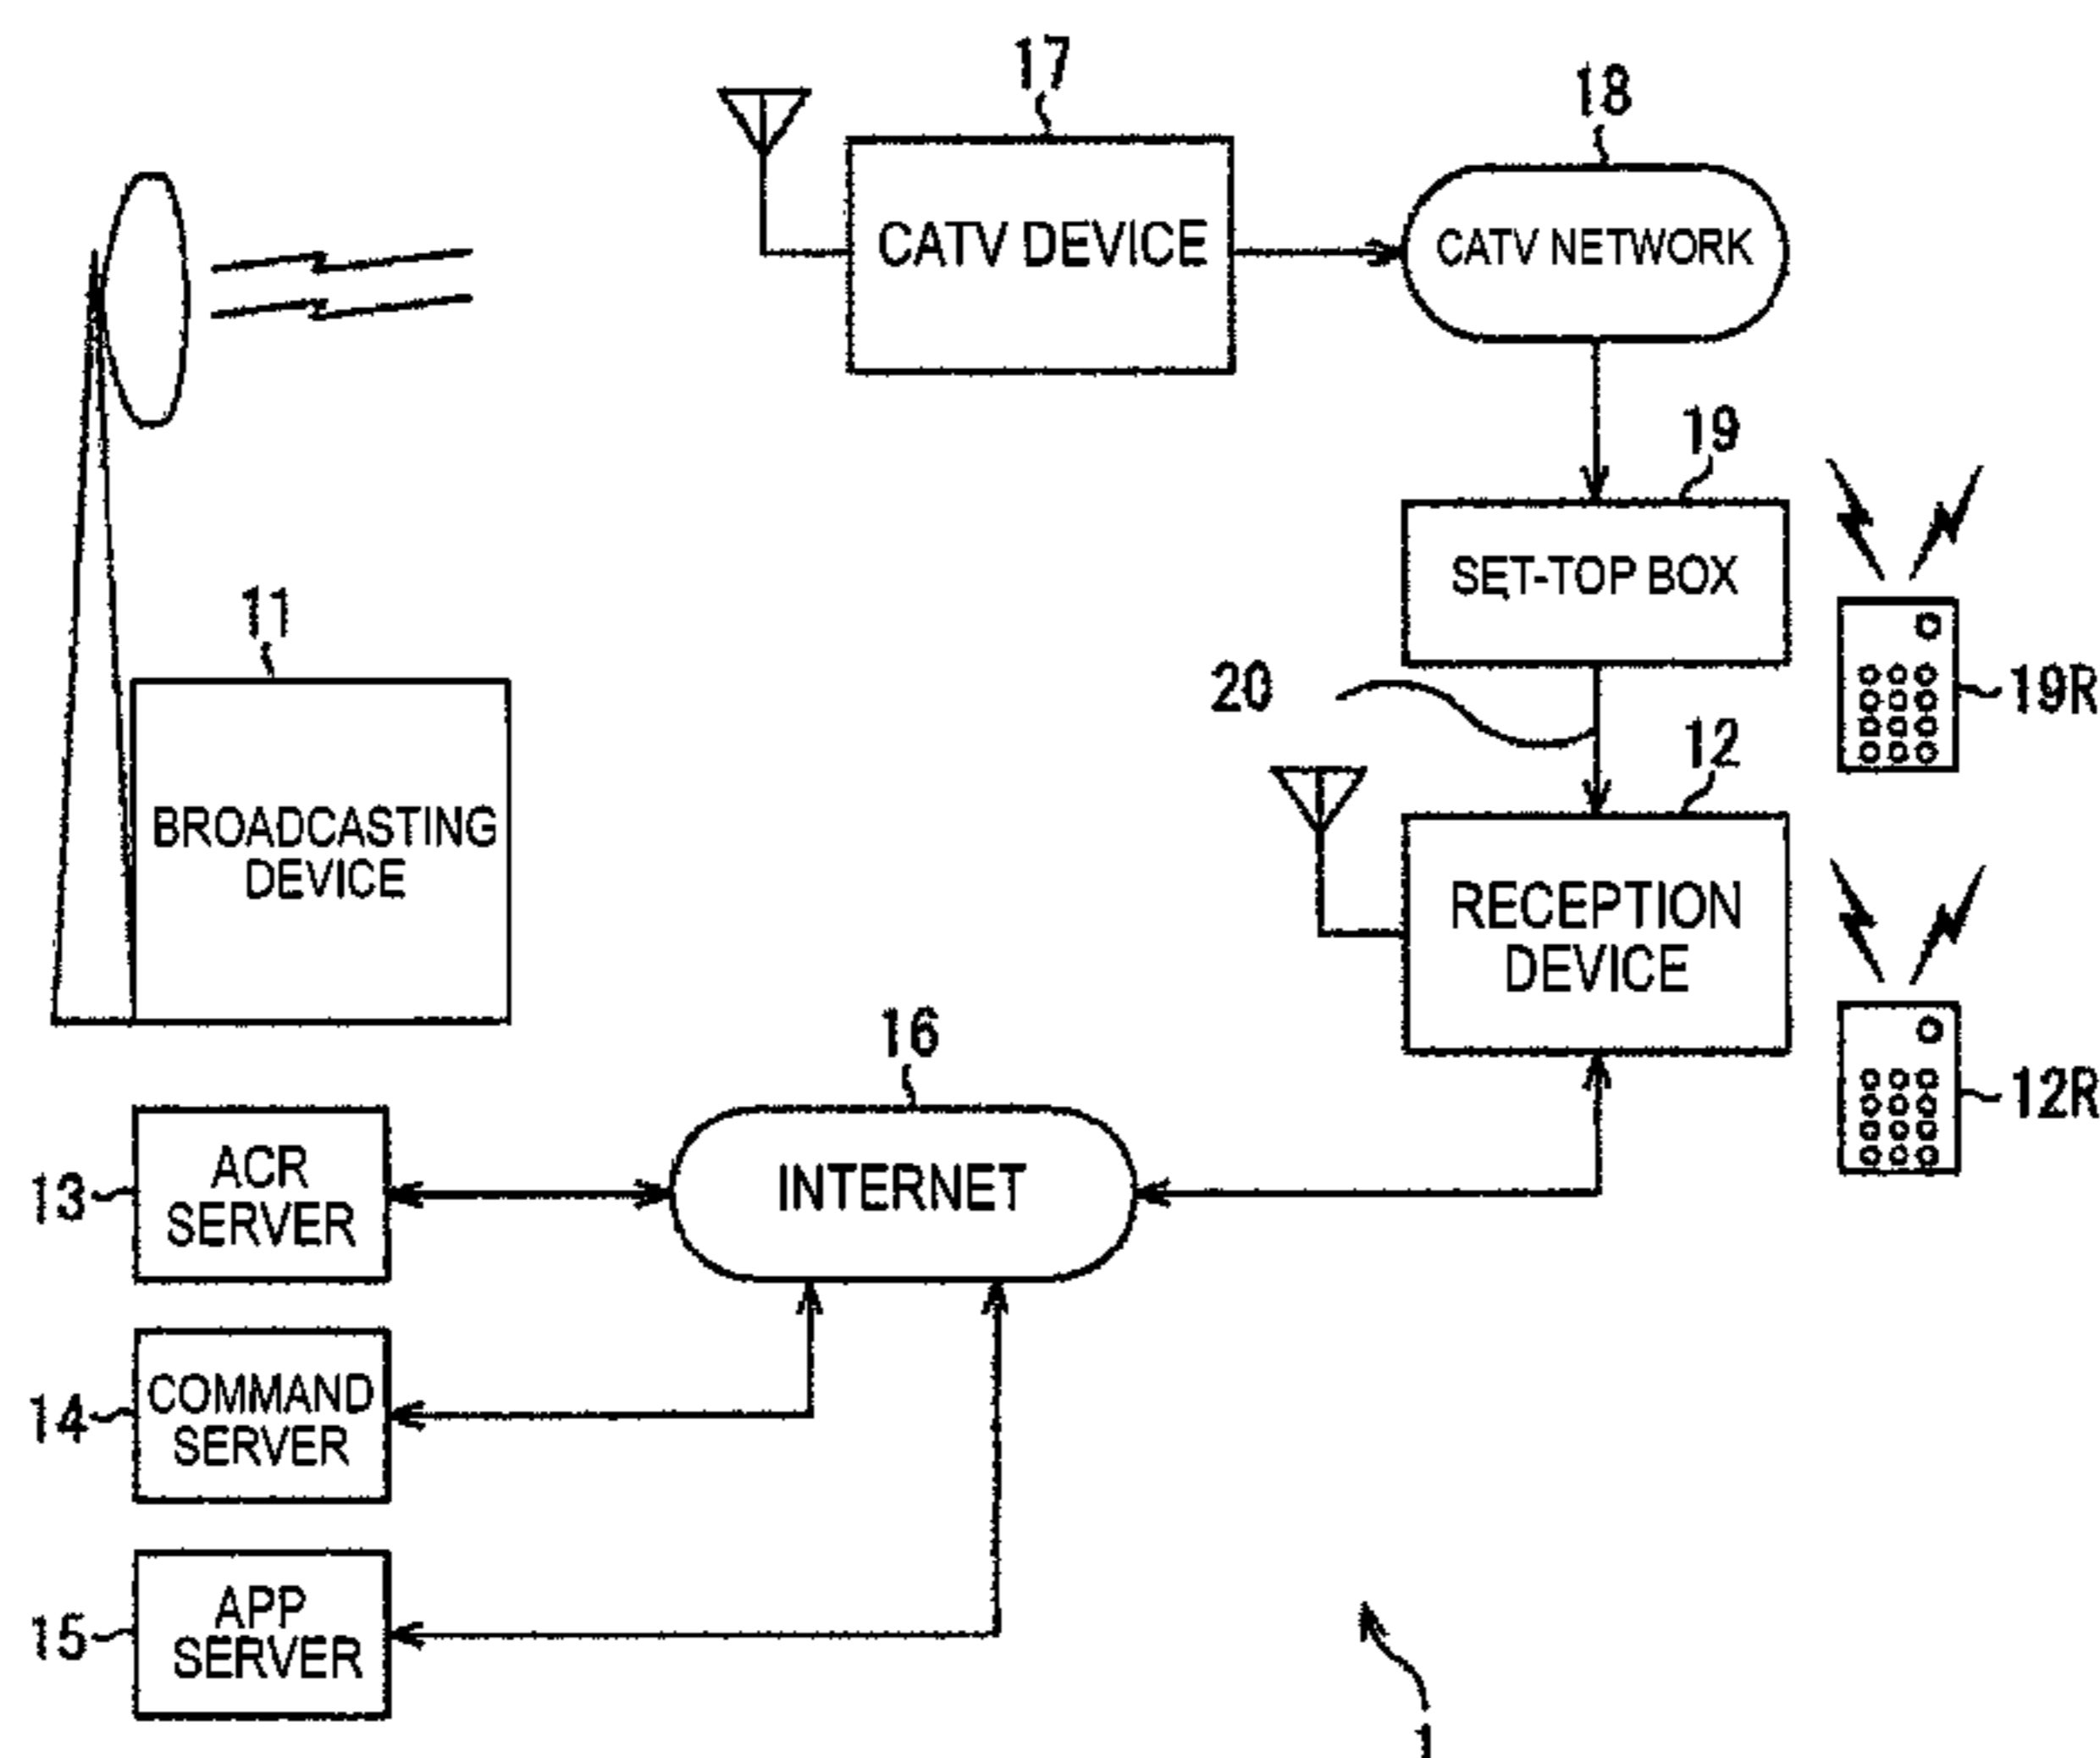 17
18
CATV DEVICE
CATV NETWORK
19
SET-TOP BOX
11
20
19R
12
BROADCASTING
DEVICE
RECEPTION
DEVICE
16
12R
13
ACR
SERVER
INTERNET
14
COMMAND
SERVER
15
APP
SERVER
1